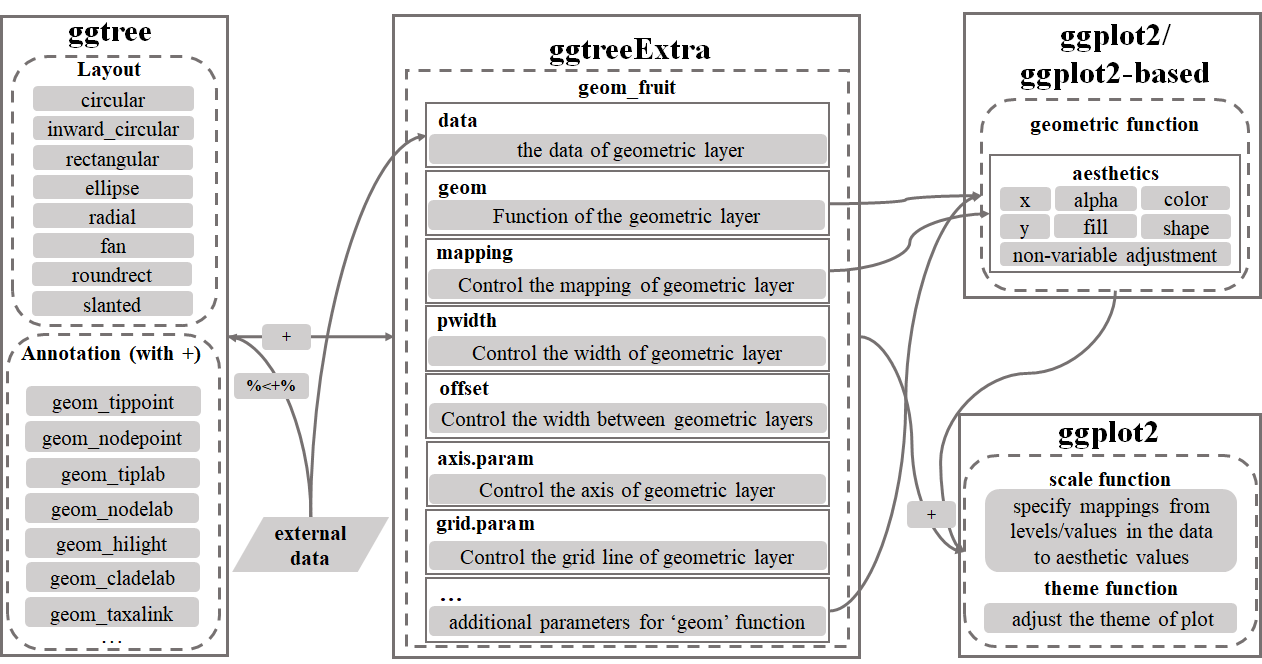 ggtree
Layout
circular
inward_circular
rectangular
ellipse
radial
fan
roundrect
slanted
Annotation (with +)
geom_tippoint
geom_nodepoint
geom_tiplab
geom_nodelab
geom_hilight
geom_cladelab
geom_taxalink
...
+
%<+%
external
data
ggtreeExtra
geom_fruit
data
the data of geometric layer
geom
Function of the geometric layer
mapping
Control the mapping of geometric layer
pwidth
Control the width of geometric layer
offset
Control the width between geometric layers
axis.param
Control the axis of geometric layer
grid.param
Control the grid line of geometric layer
...
additional parameters for ‘geom’ function
ggplot2/
ggplot2-based
geometric function
aesthetics
x alpha color
y fill shape
non-variable adjustment
+
ggplot2
scale function
specify mappings from
levels/values in the data
to aesthetic values
theme function
adjust the theme of plot